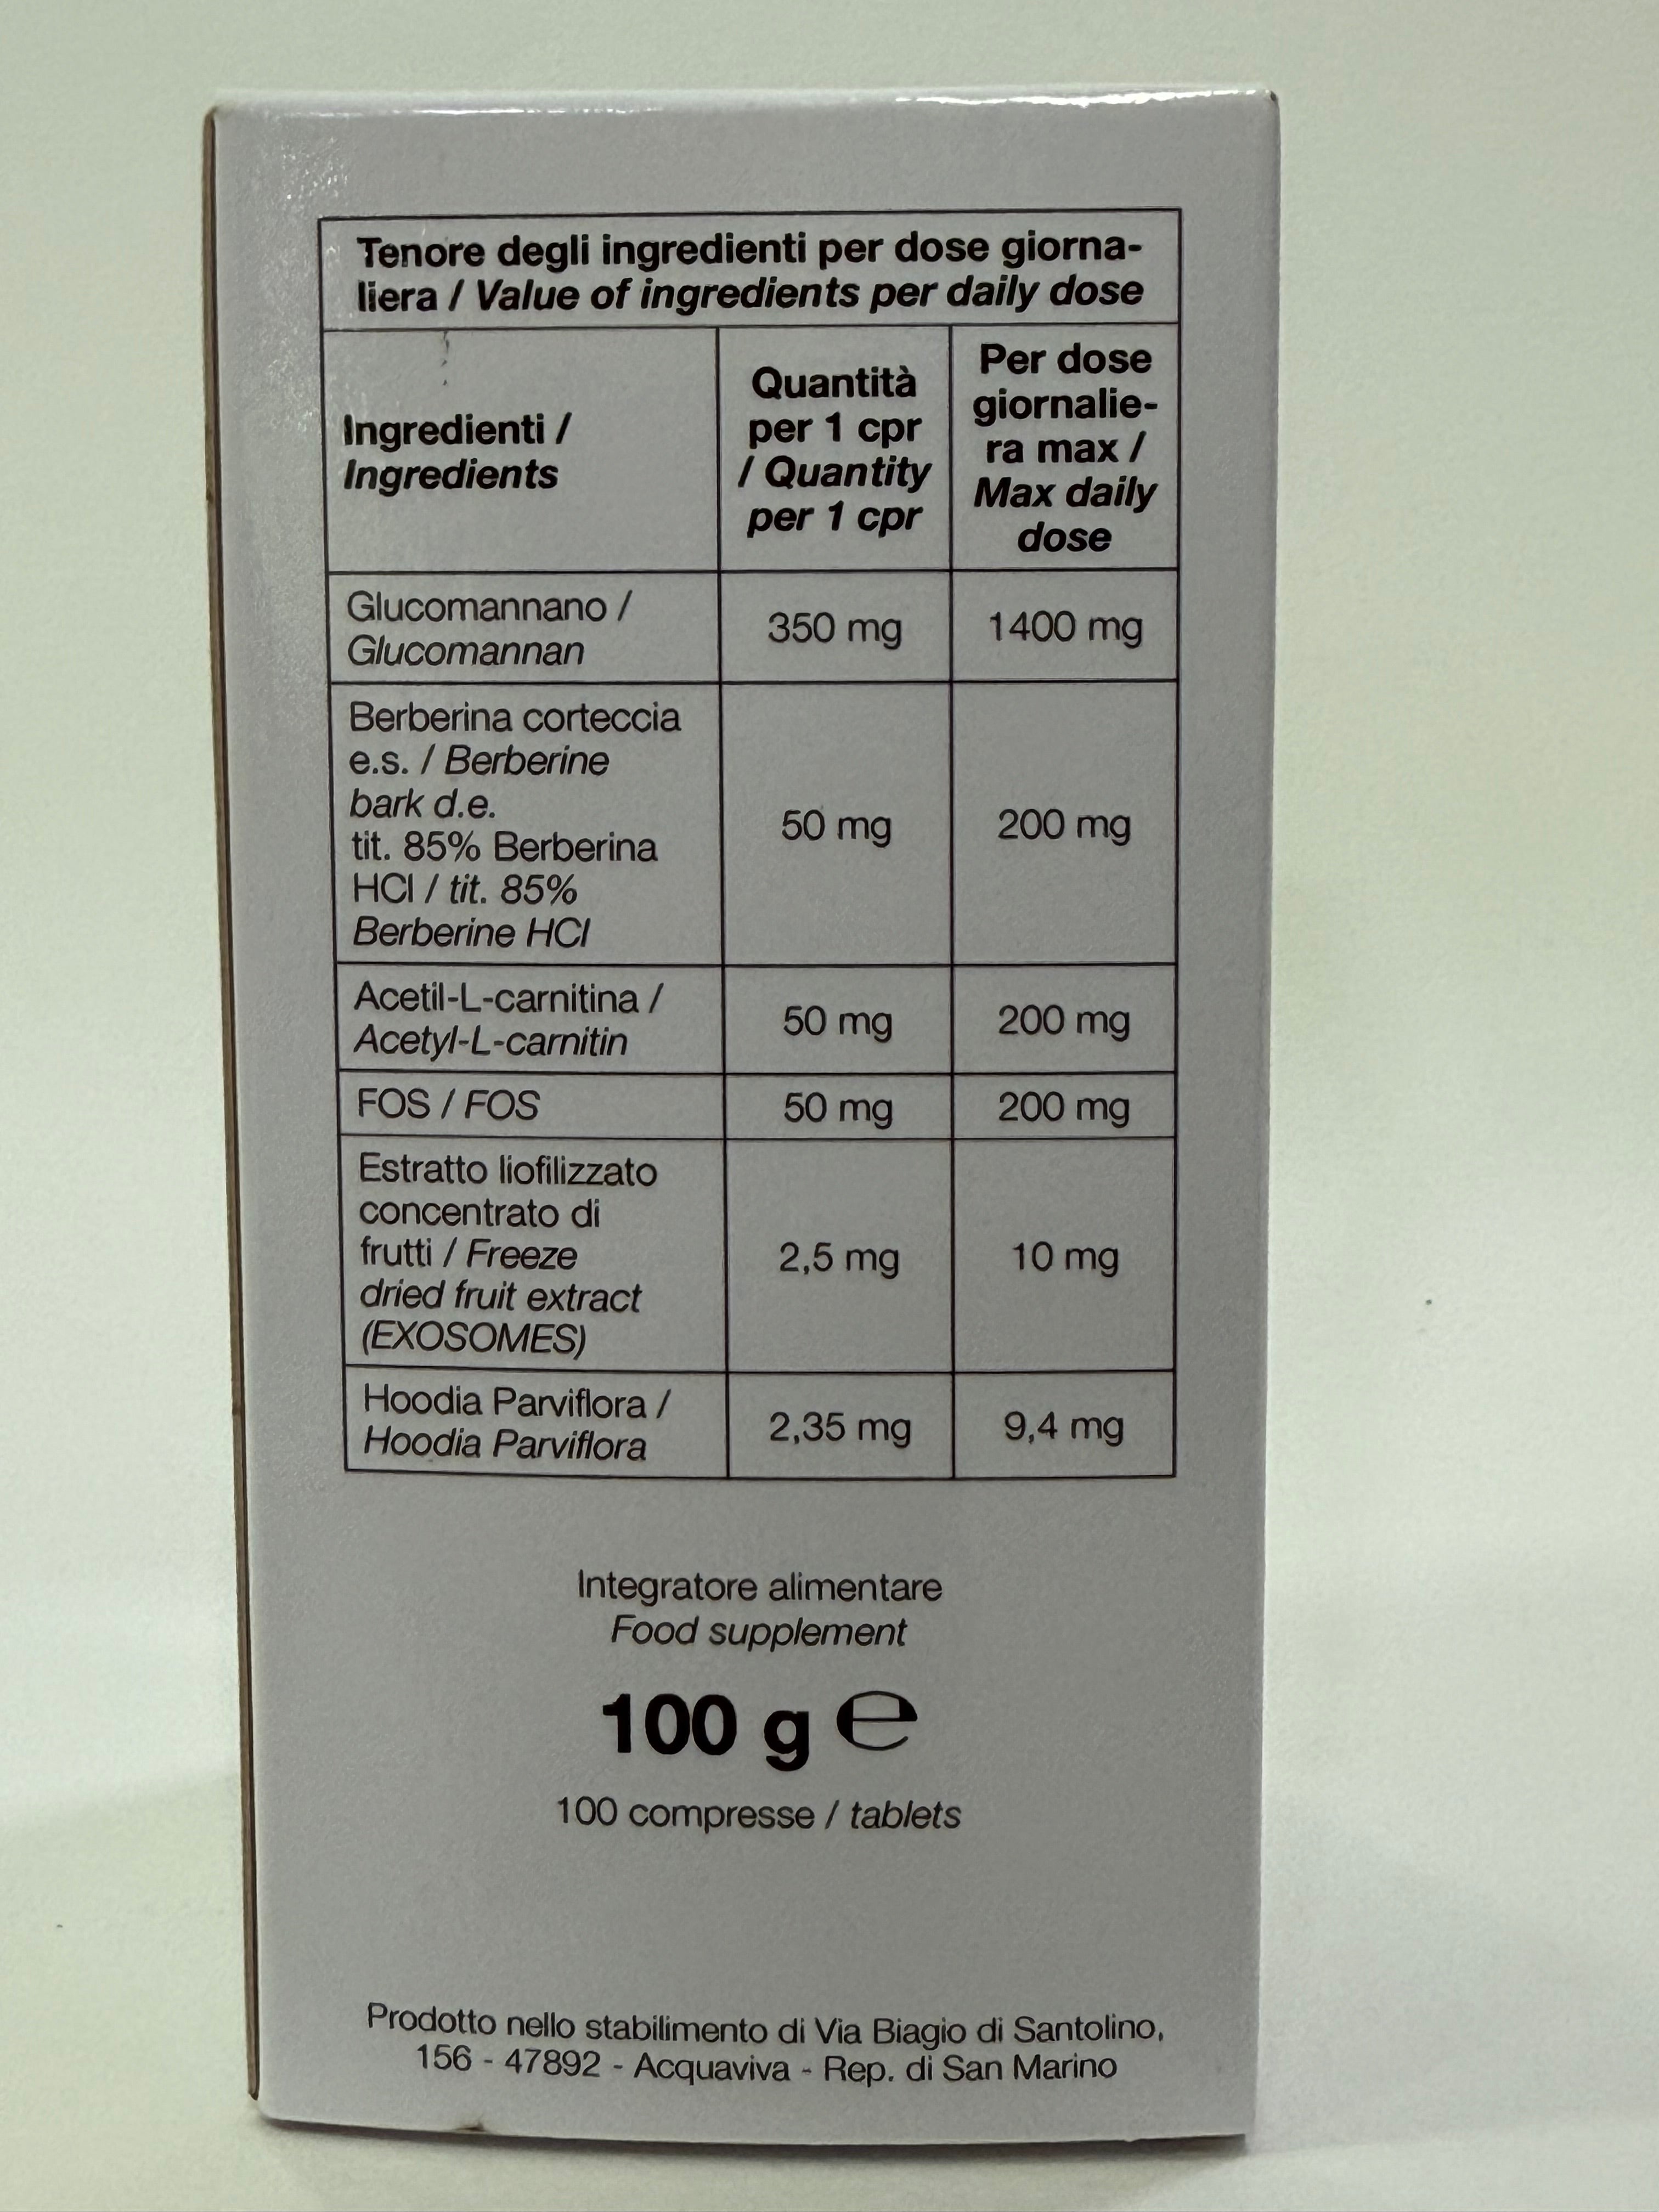 Tenore degli ingredienti per dose giorna-
liera / Value of ingredients per daily dose
Ingredienti /
Ingredients
Quantità
per 1 cpr
/ Quantity
per 1 cpr
Per dose
giornalie-
ra max /
Max daily
dose
Glucomannano /
Glucomannan
350 mg
1400 mg
Berberina corteccia
e.s. / Berberine
bark d.e.
tit. 85% Berberina
HCl / tit. 85%
Berberine HCl
50 mg
200 mg
Acetil-L-carnitina /
Acetyl-L-carnitin
50 mg
200 mg
FOS / FOS
50 mg
200 mg
Estratto liofilizzato
concentrato di
frutti / Freeze
dried fruit extract
(EXOSOMES)
2,5 mg
10 mg
Hoodia Parviflora /
Hoodia Parviflora
2,35 mg
9,4 mg
Integratore alimentare
Food supplement
100 g ℮
100 compresse / tablets
Prodotto nello stabilimento di Via Biagio di Santolino,
156 - 47892 - Acquaviva - Rep. di San Marino